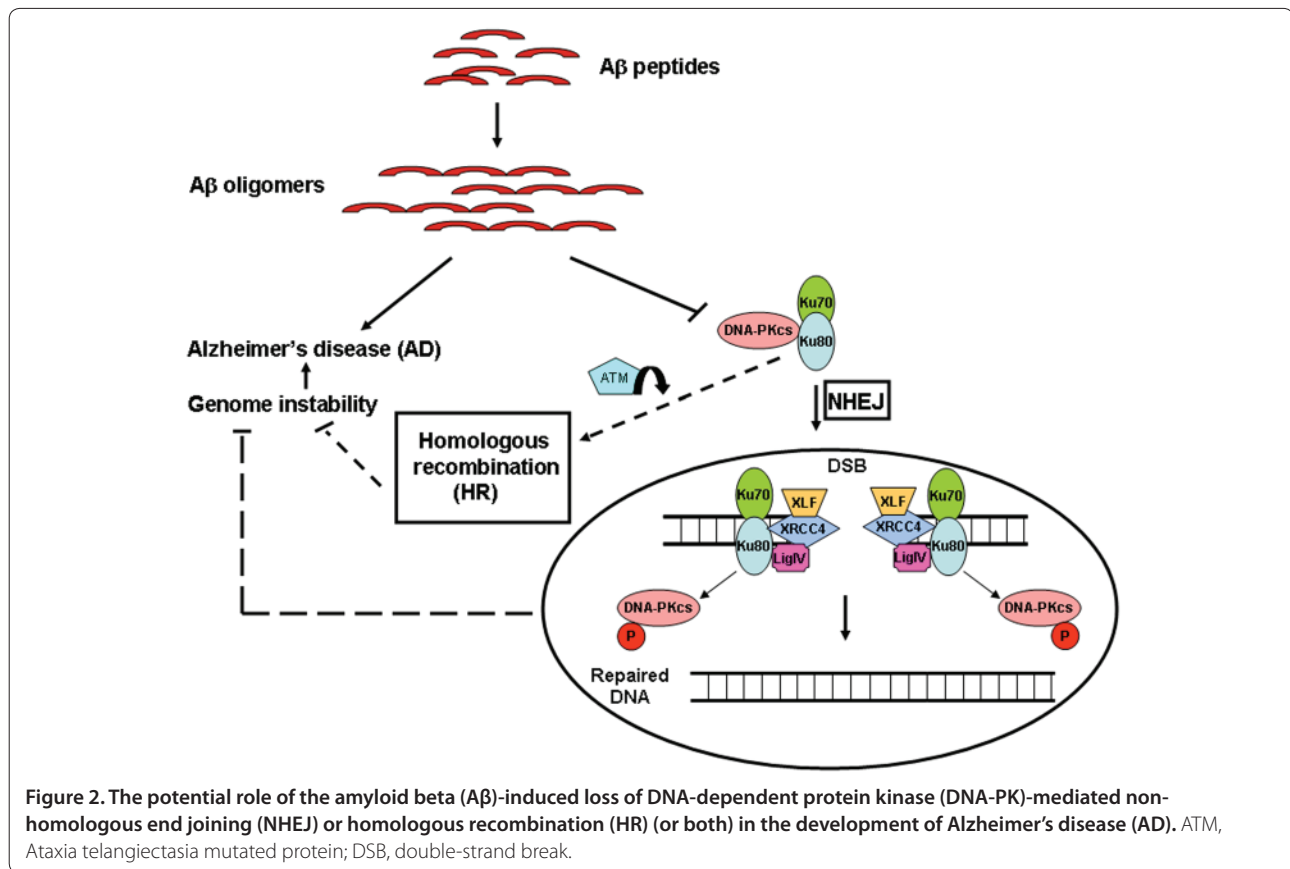 Aβ peptides
Aβ oligomers
Ku70
DNA-PKcs
Ku80
Alzheimer's disease (AD)
ATM
Genome instability
NHEJ
Homologous
recombination
(HR)
DSB
Ku70
XLF
XLF
Ku70
XRCC4
XRCC4
Ku80
LigIV
LigIV
Ku80
DNA-PKcs
DNA-PKcs
P
P
Repaired
DNA
Figure 2. The potential role of the amyloid beta (Aβ)-induced loss of DNA-dependent protein kinase (DNA-PK)-mediated non-
homologous end joining (NHEJ) or homologous recombination (HR) (or both) in the development of Alzheimer's disease (AD). ATM,
Ataxia telangiectasia mutated protein; DSB, double-strand break.